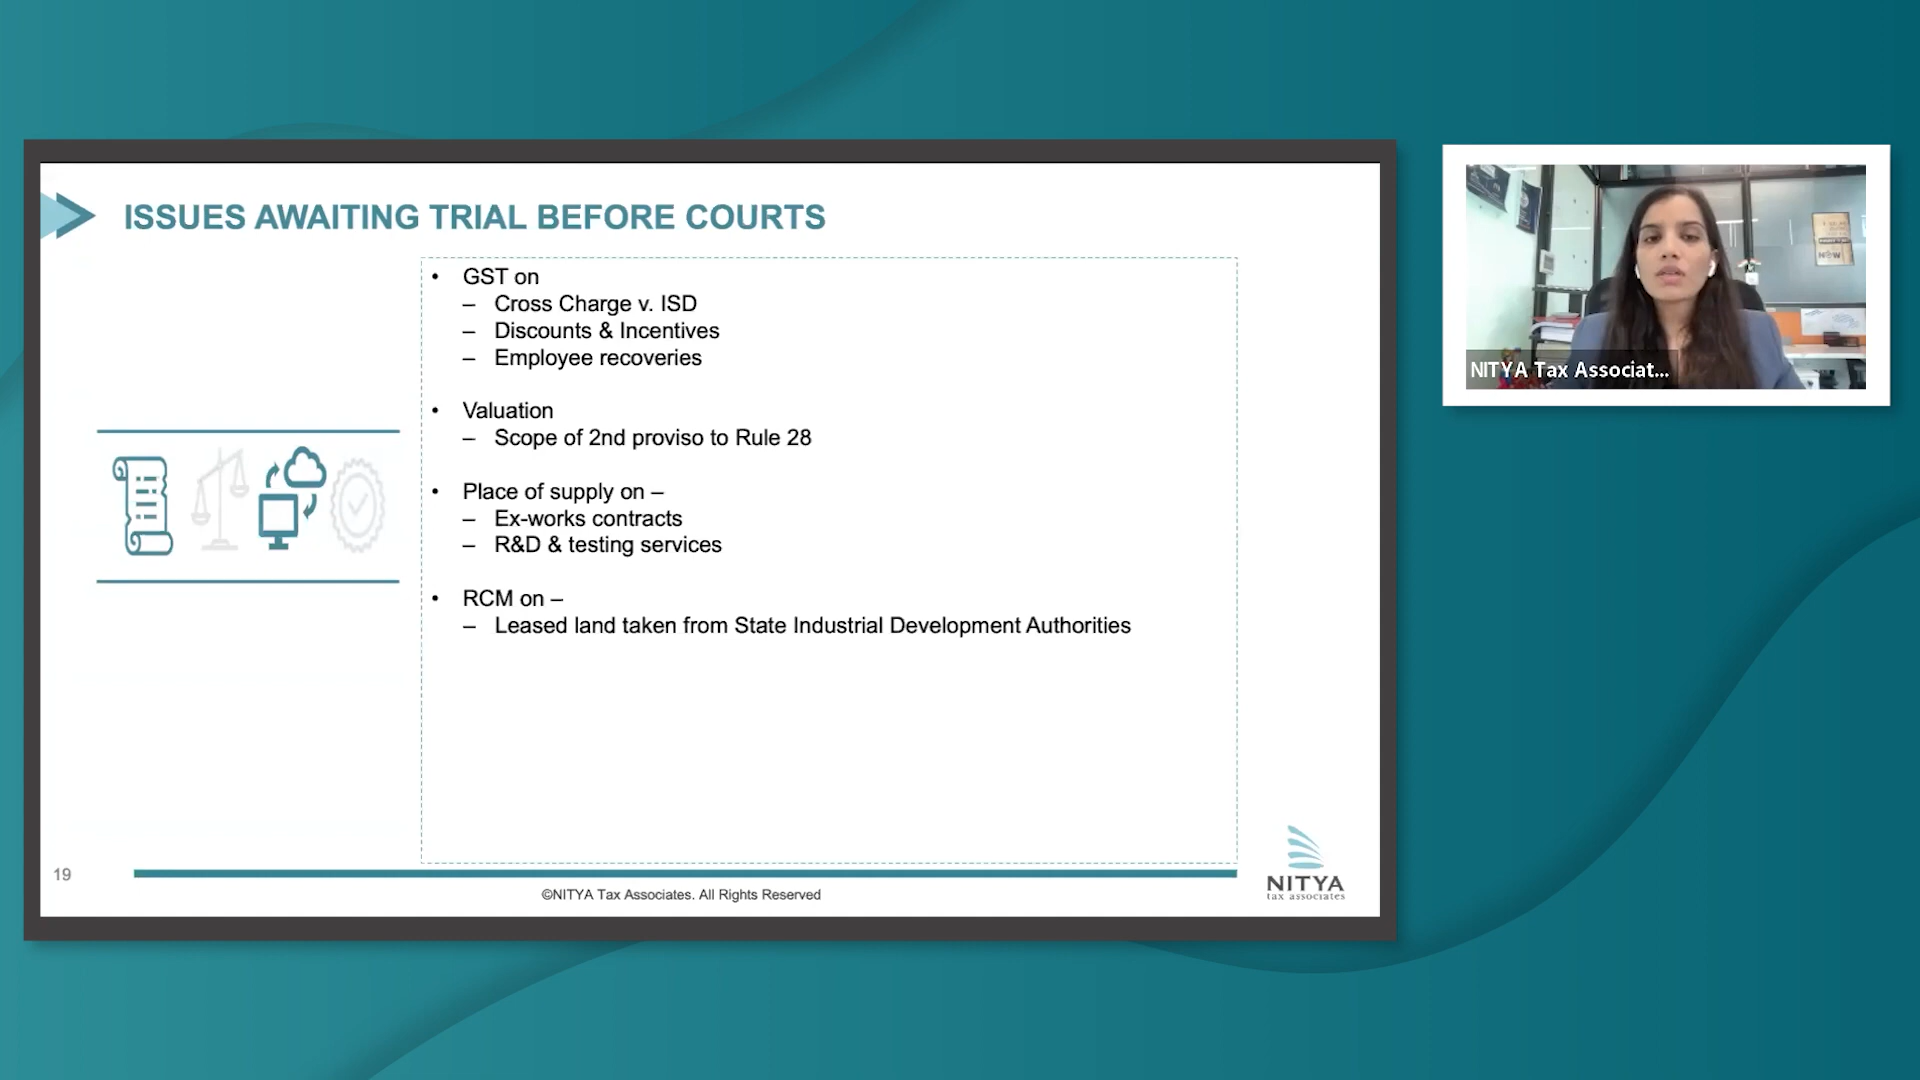 ISSUES AWAITING TRIAL BEFORE COURTS
• GST on
– Cross Charge v. ISD
– Discounts & Incentives
– Employee recoveries
• Valuation
– Scope of 2nd proviso to Rule 28
• Place of supply on –
– Ex-works contracts
– R&D & testing services
• RCM on –
– Leased land taken from State Industrial Development Authorities
19
©NITYA Tax Associates. All Rights Reserved
NITYA
tax associates
NITYA Tax Associat...